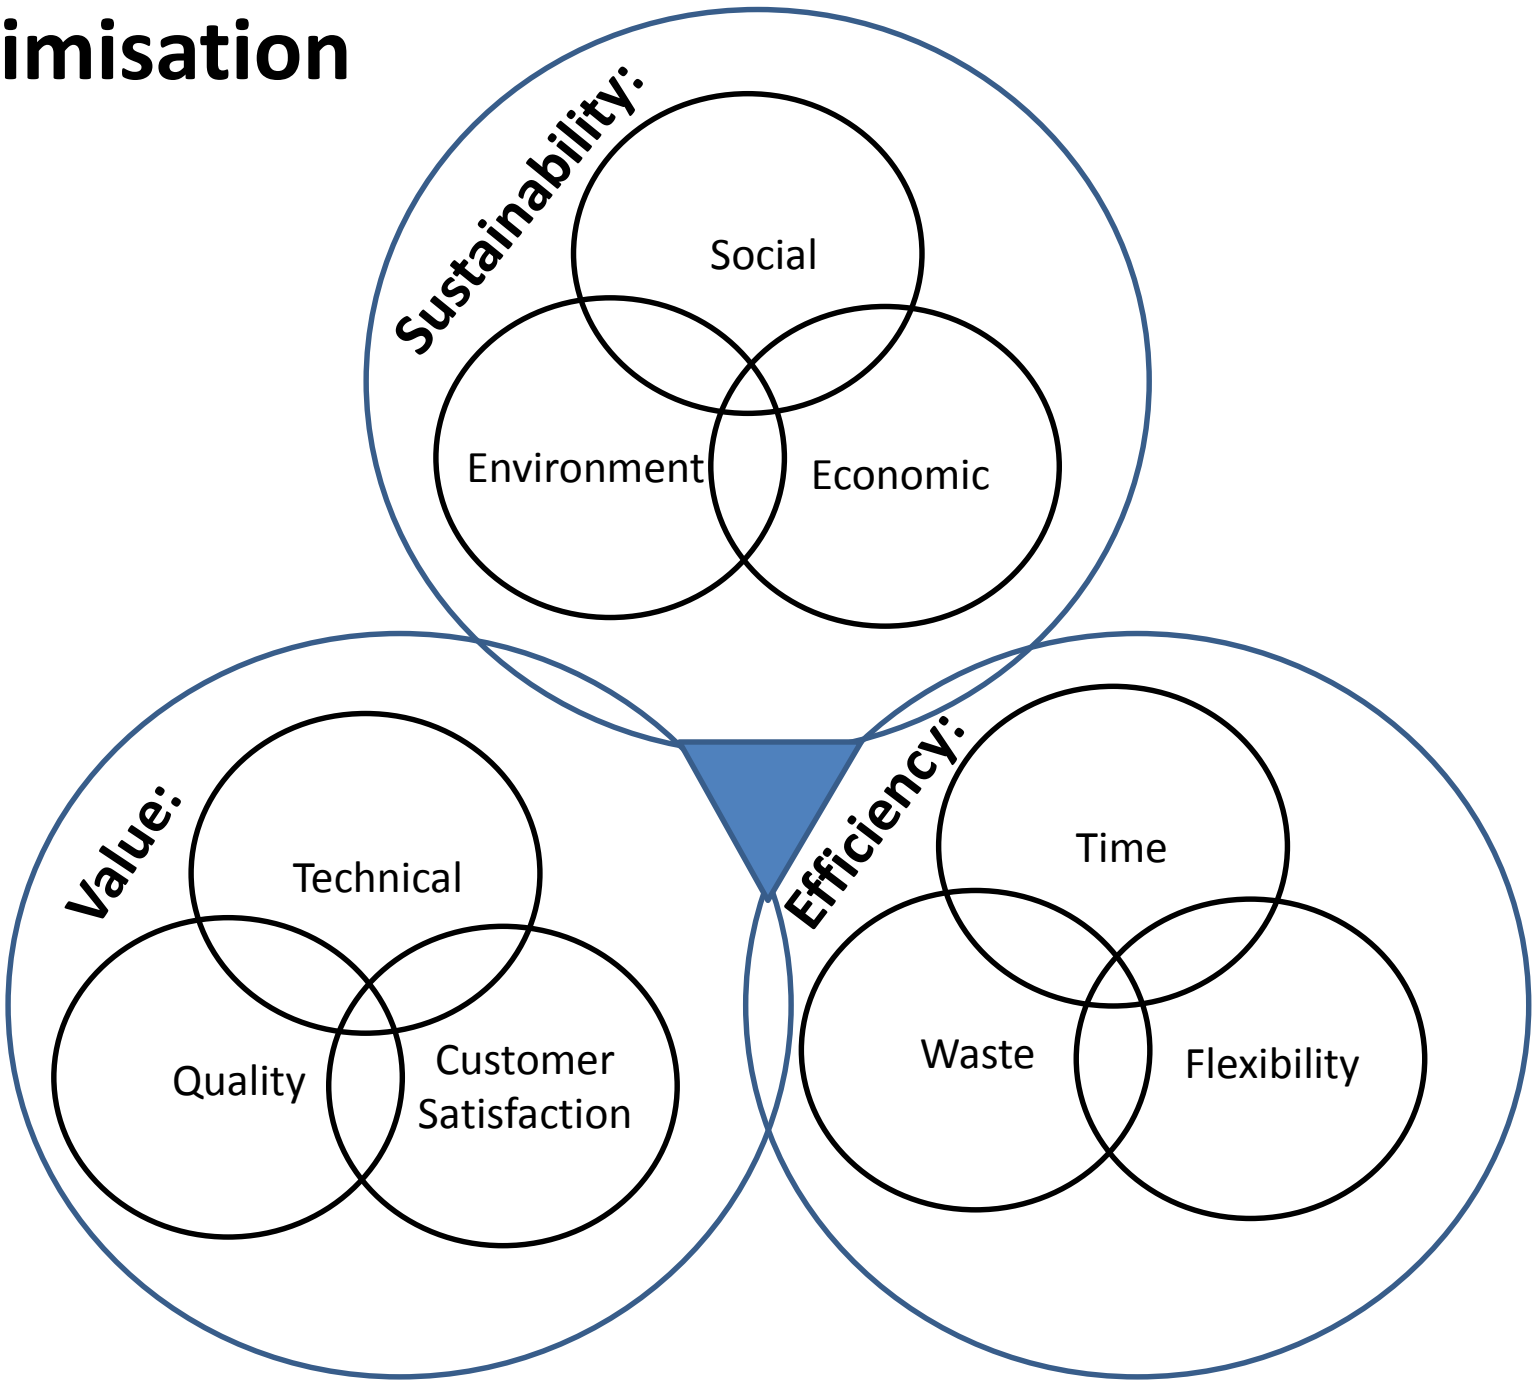 imisation
Sustainability:
Social
Environment
Economic
Value:
Technical
Quality
Customer
Satisfaction
Efficiency:
Time
Waste
Flexibility